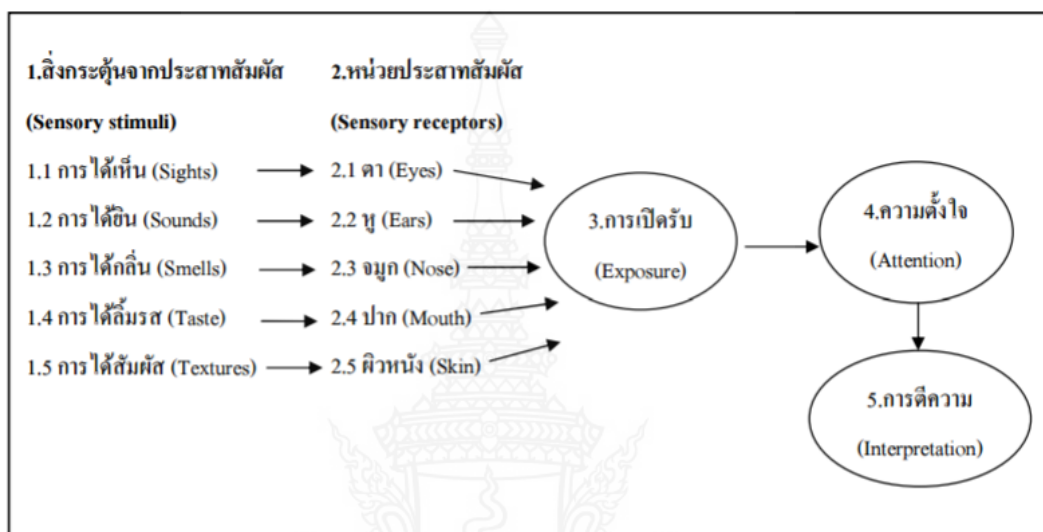 1.สิ่งกระตุ้นจากประสาทสัมผัส
(Sensory stimuli)
1.1 การได้เห็น (Sights)
1.2 การได้ยิน (Sounds)
1.3 การได้กลิ่น (Smells)
1.4 การได้ลิ้มรส (Taste)
1.5 การได้สัมผัส (Textures)
2.หน่วยประสาทสัมผัส
(Sensory receptors)
2.1 ตา (Eyes)
2.2 หู (Ears)
2.3 จมูก (Nose)
2.4 ปาก (Mouth)
2.5 ผิวหนัง (Skin)
3.การเปิดรับ
(Exposure)
4.ความตั้งใจ
(Attention)
5.การตีความ
(Interpretation)